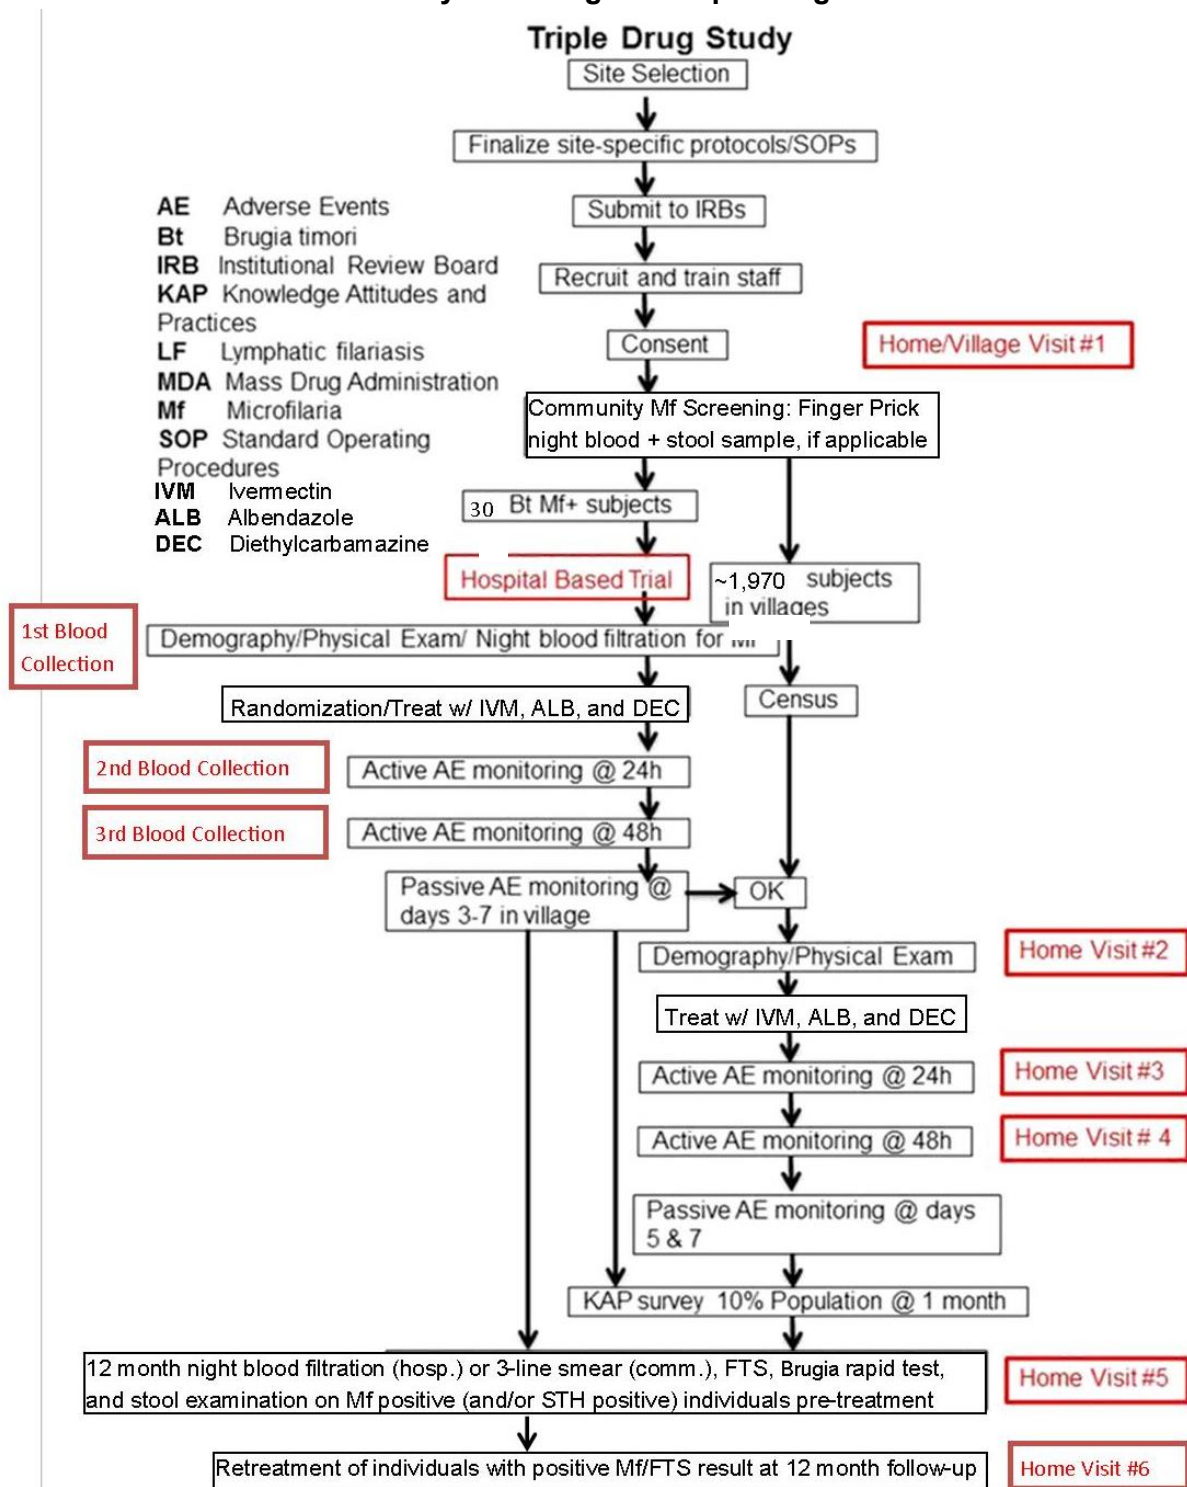 Triple Drug Study
Site Selection
Finalize site-specific protocols/SOPs
Submit to IRBs
Recruit and train staff
Consent
Home/Village Visit #1
AE Adverse Events
Bt Brugia timori
IRB Institutional Review Board
KAP Knowledge Attitudes and
Practices
LF Lymphatic filariasis
MDA Mass Drug Administration
Mf Microfilaria
SOP Standard Operating
Procedures
IVM Ivermectin
ALB Albendazole
DEC Diethylcarbamazine
Community Mf Screening: Finger Prick
night blood + stool sample, if applicable
30 Bt Mf+ subjects
Hospital Based Trial
~1,970 subjects
in villages
1st Blood
Collection
Demography/Physical Exam/ Night blood filtration for
Randomization/Treat w/ IVM, ALB, and DEC
Census
2nd Blood Collection
Active AE monitoring @ 24h
3rd Blood Collection
Active AE monitoring @ 48h
Passive AE monitoring @
days 3-7 in village
OK
Demography/Physical Exam
Home Visit #2
Treat w/ IVM, ALB, and DEC
Active AE monitoring @ 24h
Home Visit #3
Active AE monitoring @ 48h
Home Visit # 4
Passive AE monitoring @ days
5 & 7
KAP survey 10% Population @ 1 month
12 month night blood filtration (hosp.) or 3-line smear (comm.), FTS, Brugia rapid test,
and stool examination on Mf positive (and/or STH positive) individuals pre-treatment
Home Visit #5
Retreatment of individuals with positive Mf/FTS result at 12 month follow-up
Home Visit #6